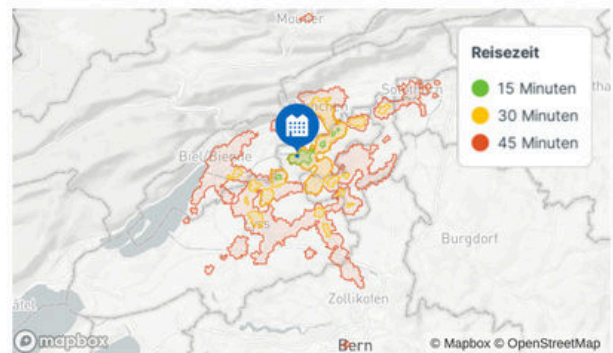 Moutier
Reisezeit
15 Minuten
30 Minuten
45 Minuten
Biel/Bienne
Burgdorf
Zollikofen
Bern
mapbox
© Mapbox © OpenStreetMap